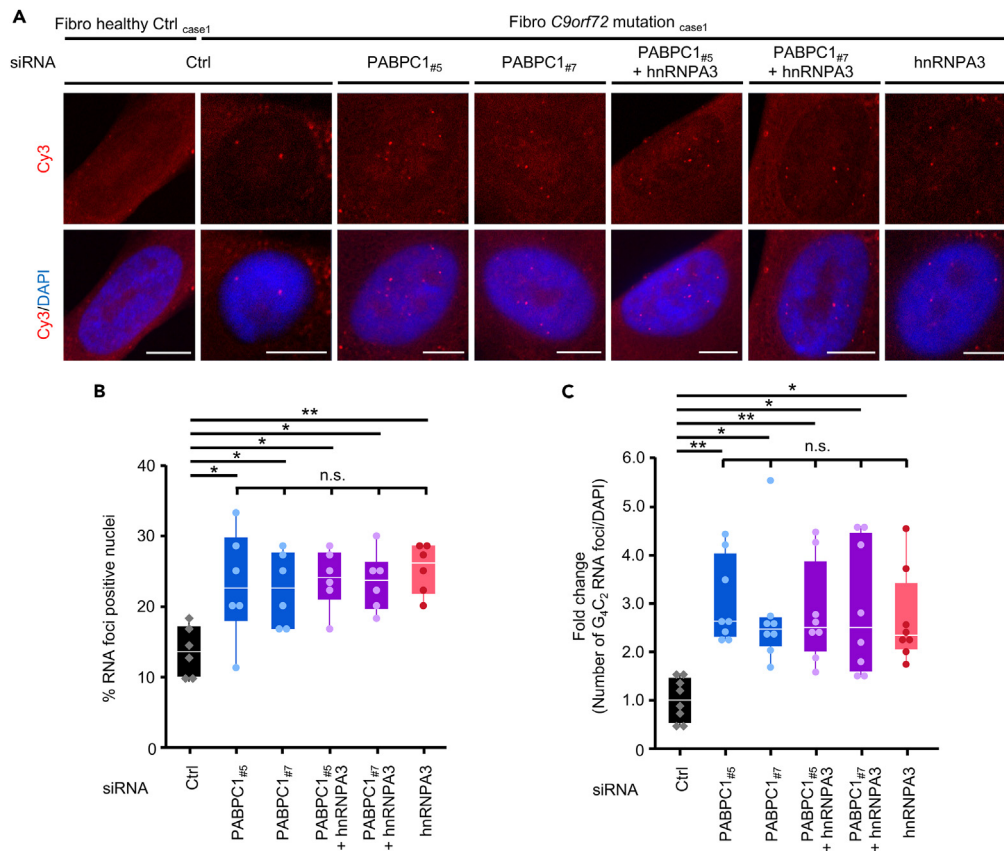 A
Fibro healthy Ctrl case1
Fibro C9orf72 mutation case1
siRNA
Ctrl
PABPC1#5
PABPC1#7
PABPC1#5
+ hnRNPA3
PABPC1#7
+ hnRNPA3
hnRNPA3
Cy3
Cy3/DAPI
B
**
*
*
*
*
n.s.
40
30
20
10
0
% RNA foci positive nuclei
siRNA
Ctrl
PABPC1#5
PABPC1#7
PABPC1#5
+ hnRNPA3
PABPC1#7
+ hnRNPA3
hnRNPA3
C
*
*
**
*
**
n.s.
6.0
5.0
4.0
3.0
2.0
1.0
0
Fold change
(Number of G4C2 RNA foci/DAPI)
siRNA
Ctrl
PABPC1#5
PABPC1#7
PABPC1#5
+ hnRNPA3
PABPC1#7
+ hnRNPA3
hnRNPA3